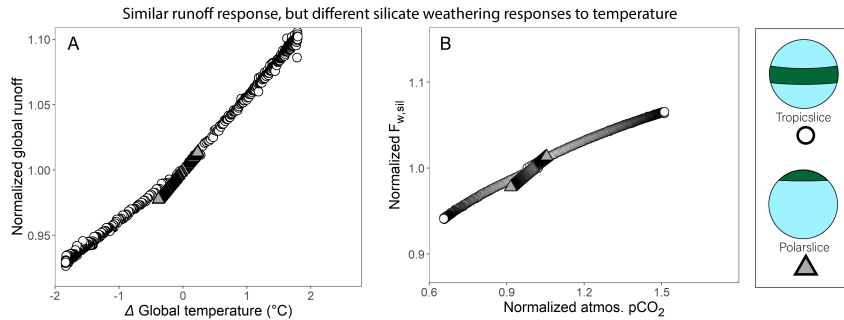 Similar runoff response, but different silicate weathering responses to temperature
A
Normalized global runoff
1.10
1.05
1.00
0.95
-2 -1 0 1 2
Δ Global temperature (°C)
B
Normalized Fw,sil
1.1
1.0
0.9
0.6 0.9 1.2 1.5
Normalized atmos. pCO2
Tropicslice
Polarslice